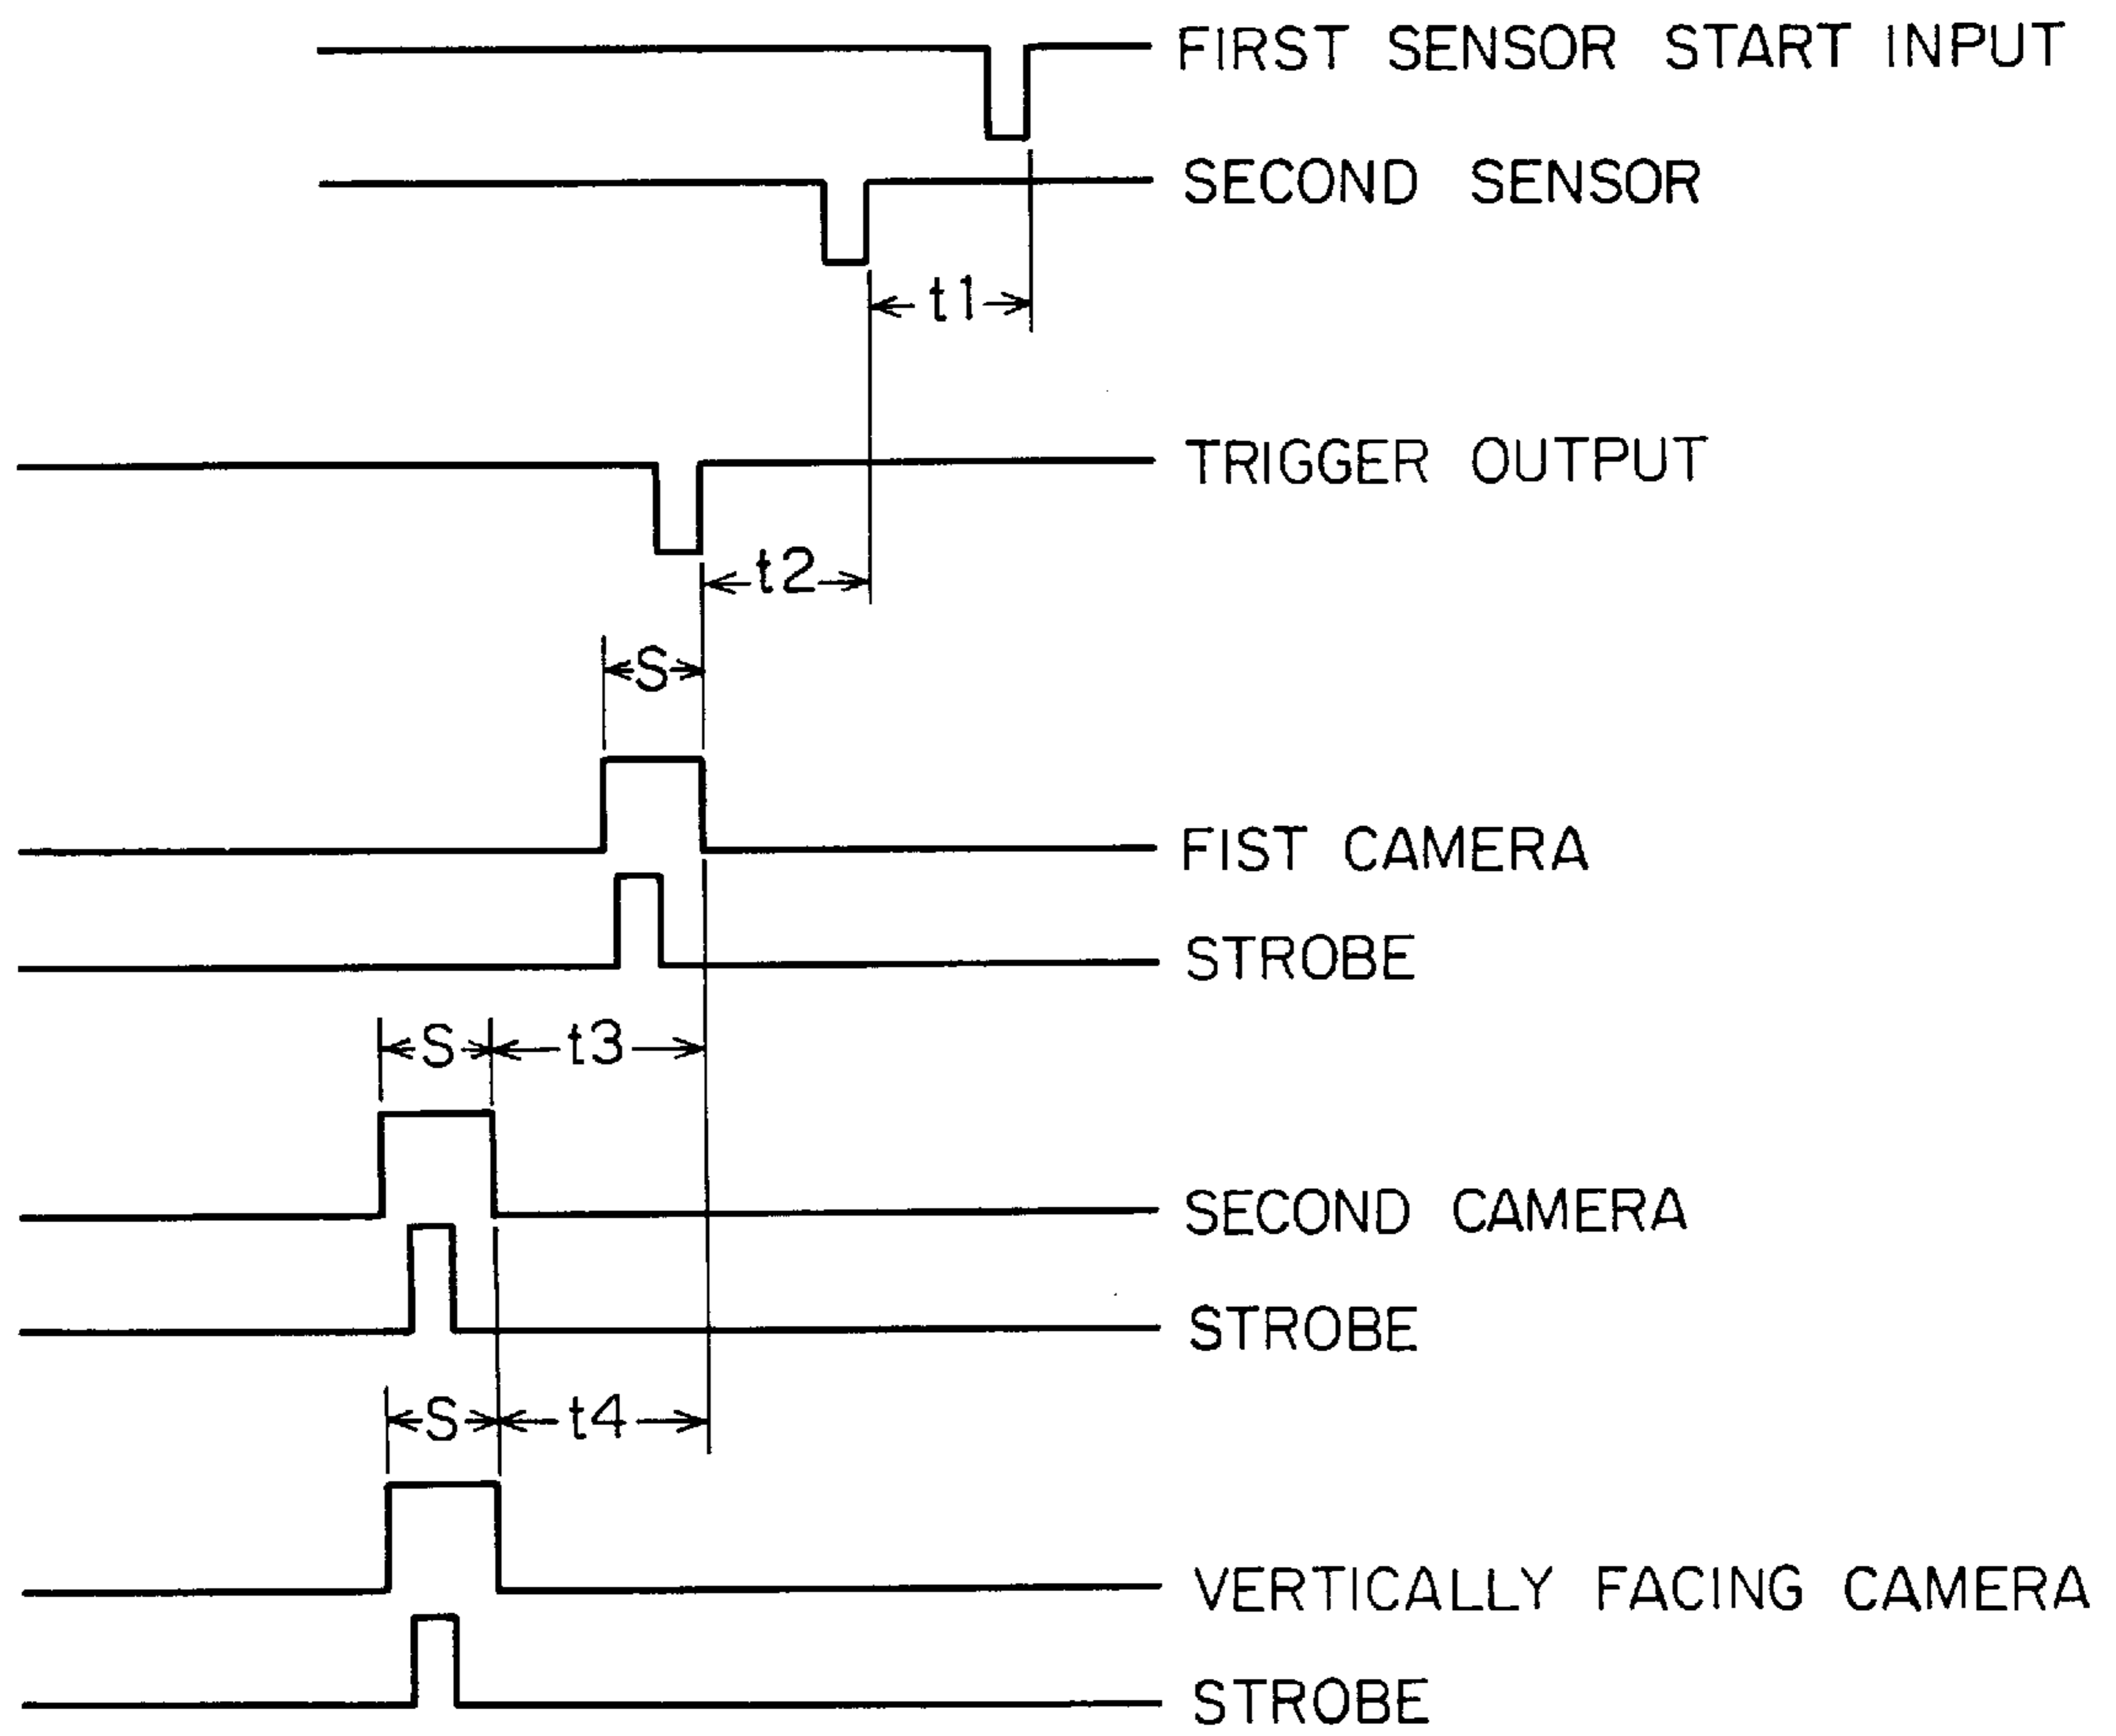 FIRST SENSOR START INPUT
SECOND SENSOR
t1
TRIGGER OUTPUT
t2
S
FIST CAMERA
STROBE
S t3
SECOND CAMERA
STROBE
S t4
VERTICALLY FACING CAMERA
STROBE